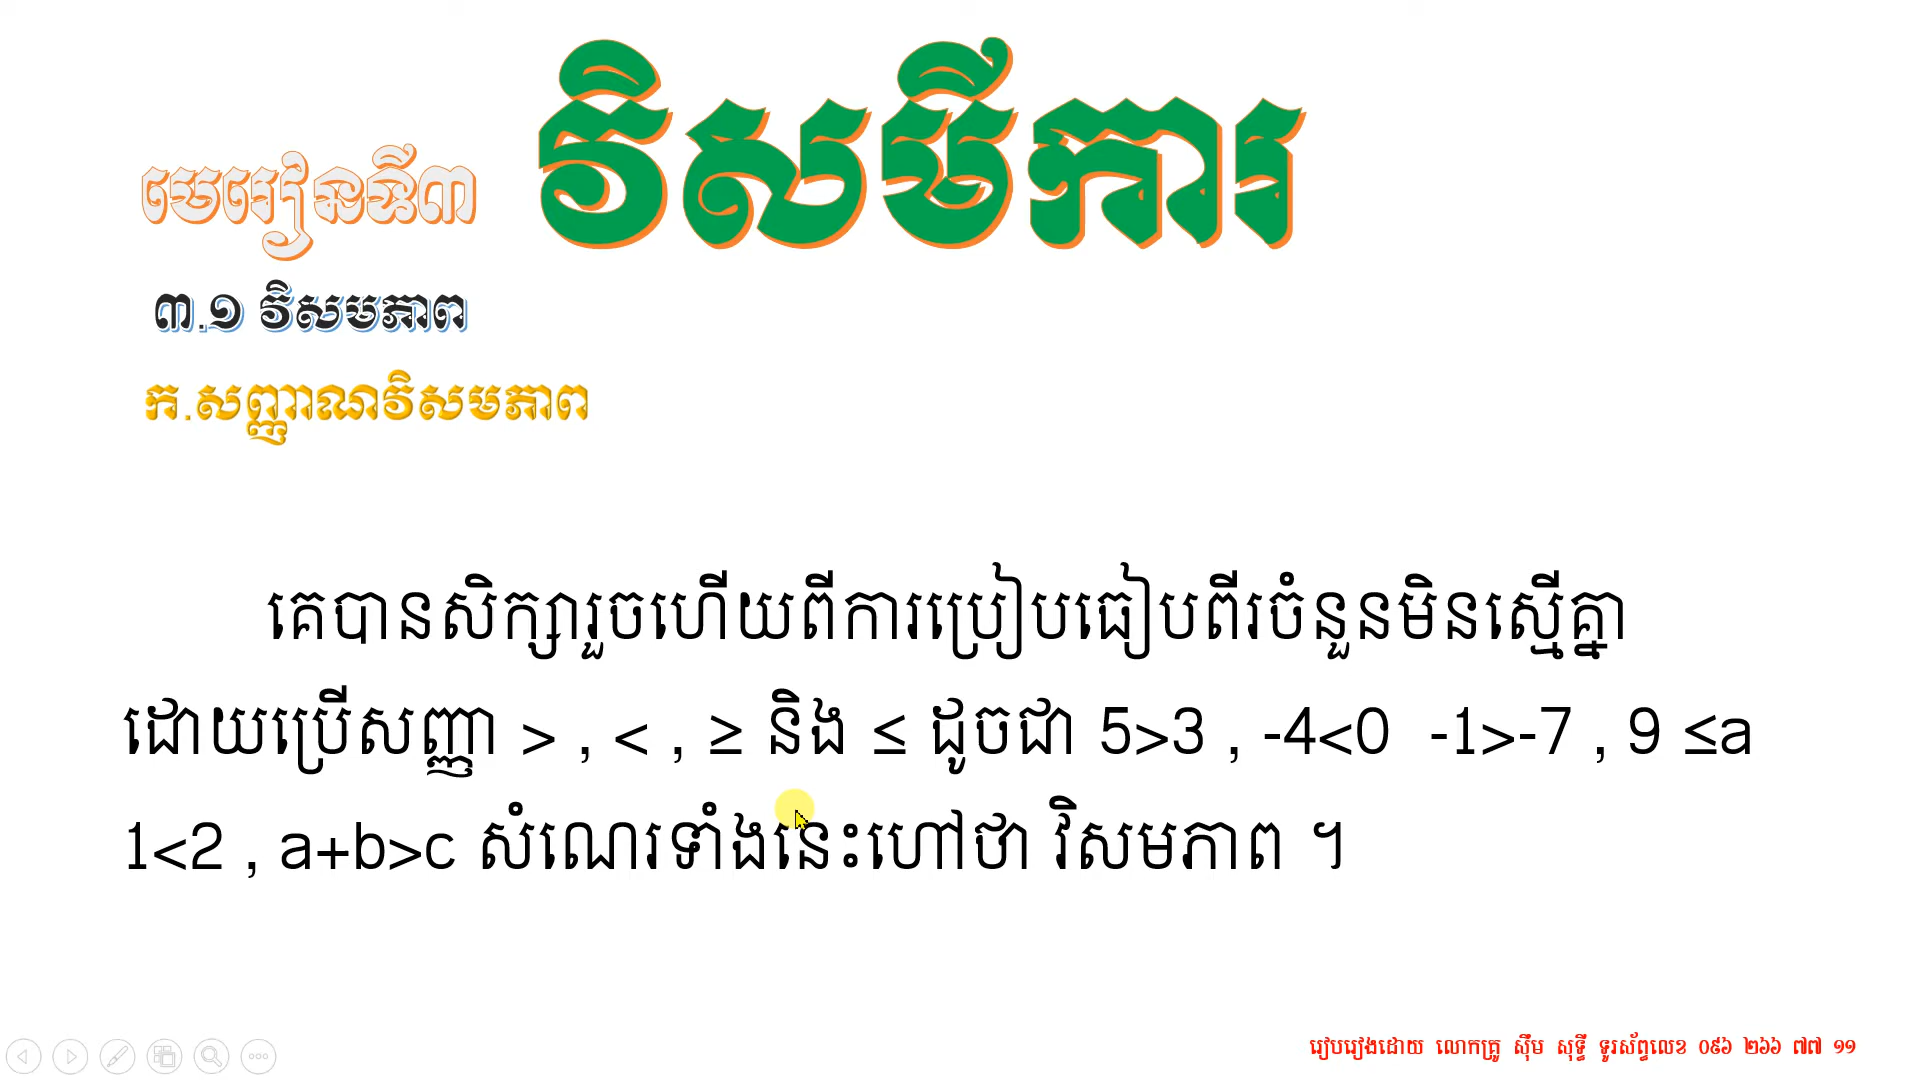 មេរៀនទី៣ វិសមីការ
៣.១ វិសមភាព
ក.សញ្ញាណវិសមភាព
គេបានសិក្សារួចហើយពីការប្រៀបធៀបពីរចំនួនមិនស្មើគ្នា
ដោយប្រើសញ្ញា > , < , ≥ និង ≤ ដូចជា 5>3 , -4<0 -1>-7 , 9 ≤a
1<2 , a+b>c សំណេរទាំងនេះហៅថា វិសមភាព ។
រៀបរៀងដោយ លោកគ្រូ ស៊ឹម សុទ្ធី ទូរស័ព្ទលេខ ០៩៦ ២៦៦ ៧៧ ១១